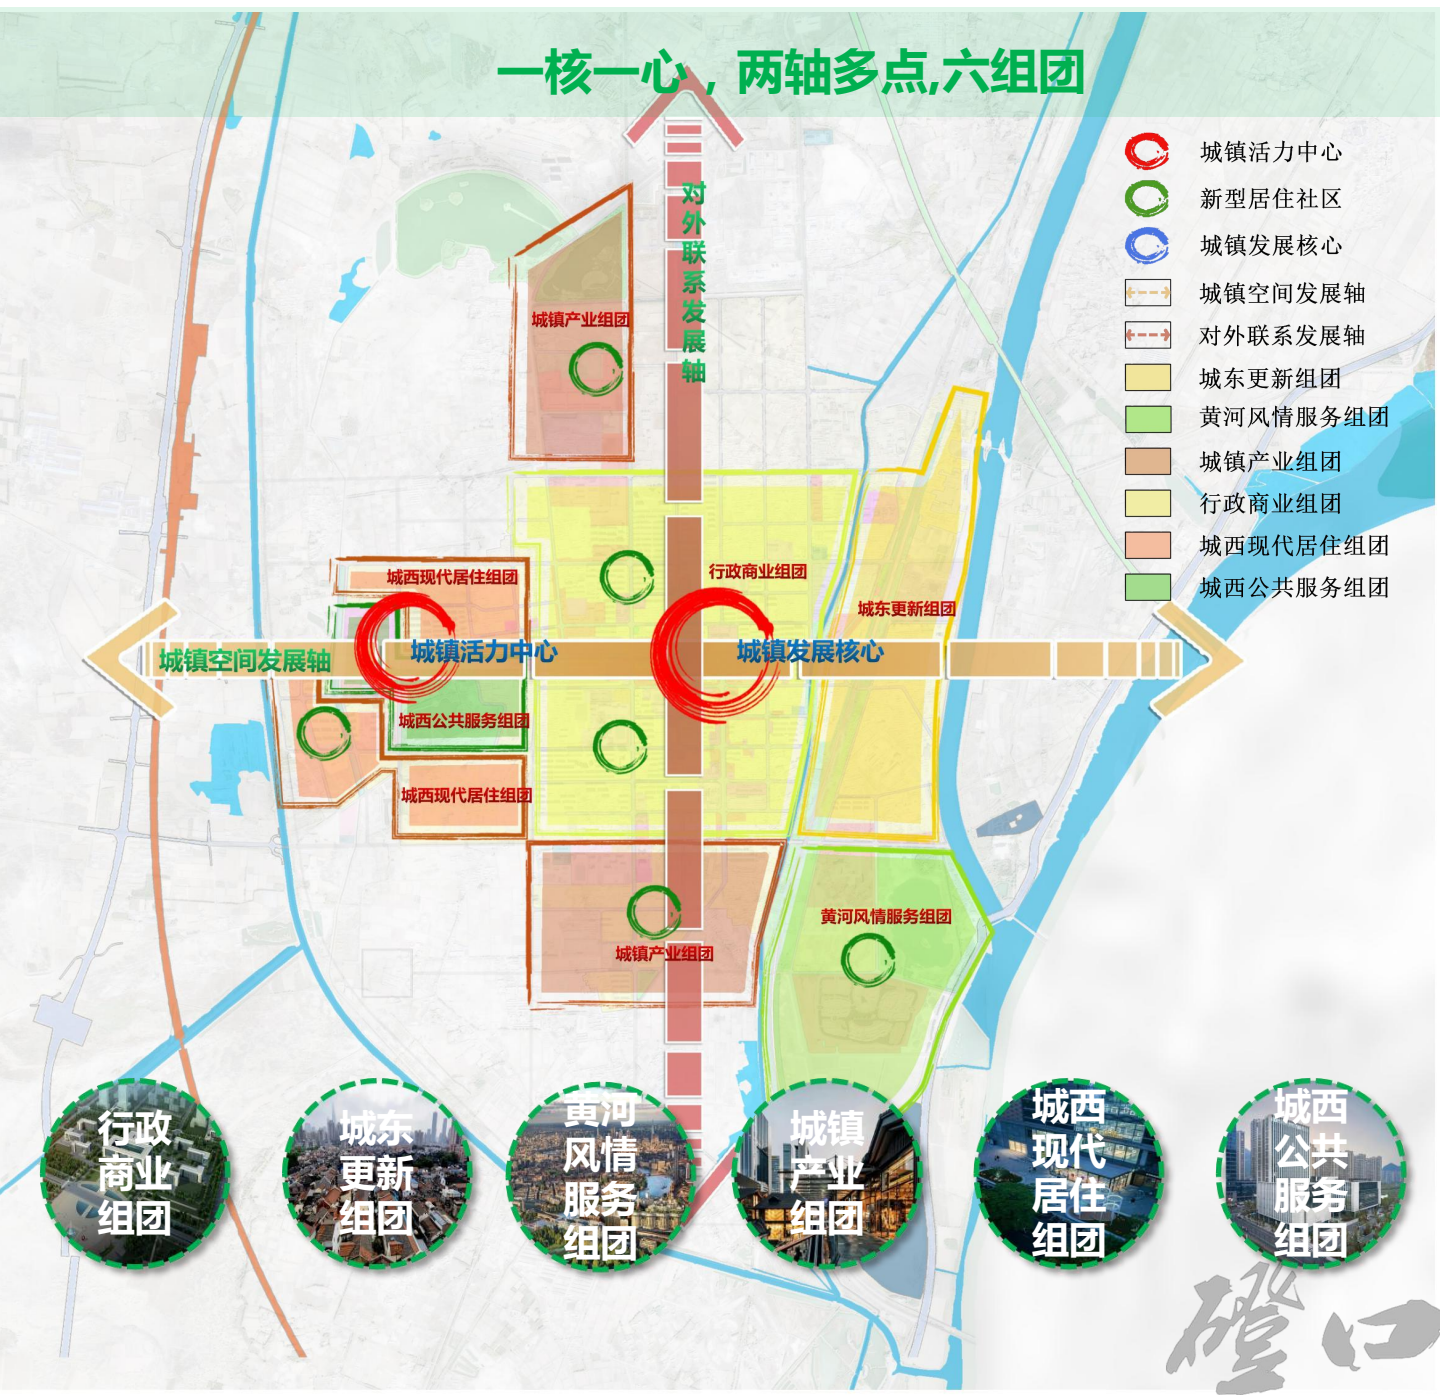 一核一心，两轴多点,六组团
城镇活力中心
新型居住社区
城镇发展核心
城镇空间发展轴
对外联系发展轴
城东更新组团
黄河风情服务组团
城镇产业组团
行政商业组团
城西现代居住组团
城西公共服务组团
对外联系发展轴
城镇产业组团
城西现代居住组团
行政商业组团
城东更新组团
城镇空间发展轴
城镇活力中心
城镇发展核心
城西公共服务组团
城西现代居住组团
黄河风情服务组团
城镇产业组团
行政
商业
组团
城东
更新
组团
黄河
风情
服务
组团
城镇
产业
组团
城西
现代
居住
组团
城西
公共
服务
组团
磴口